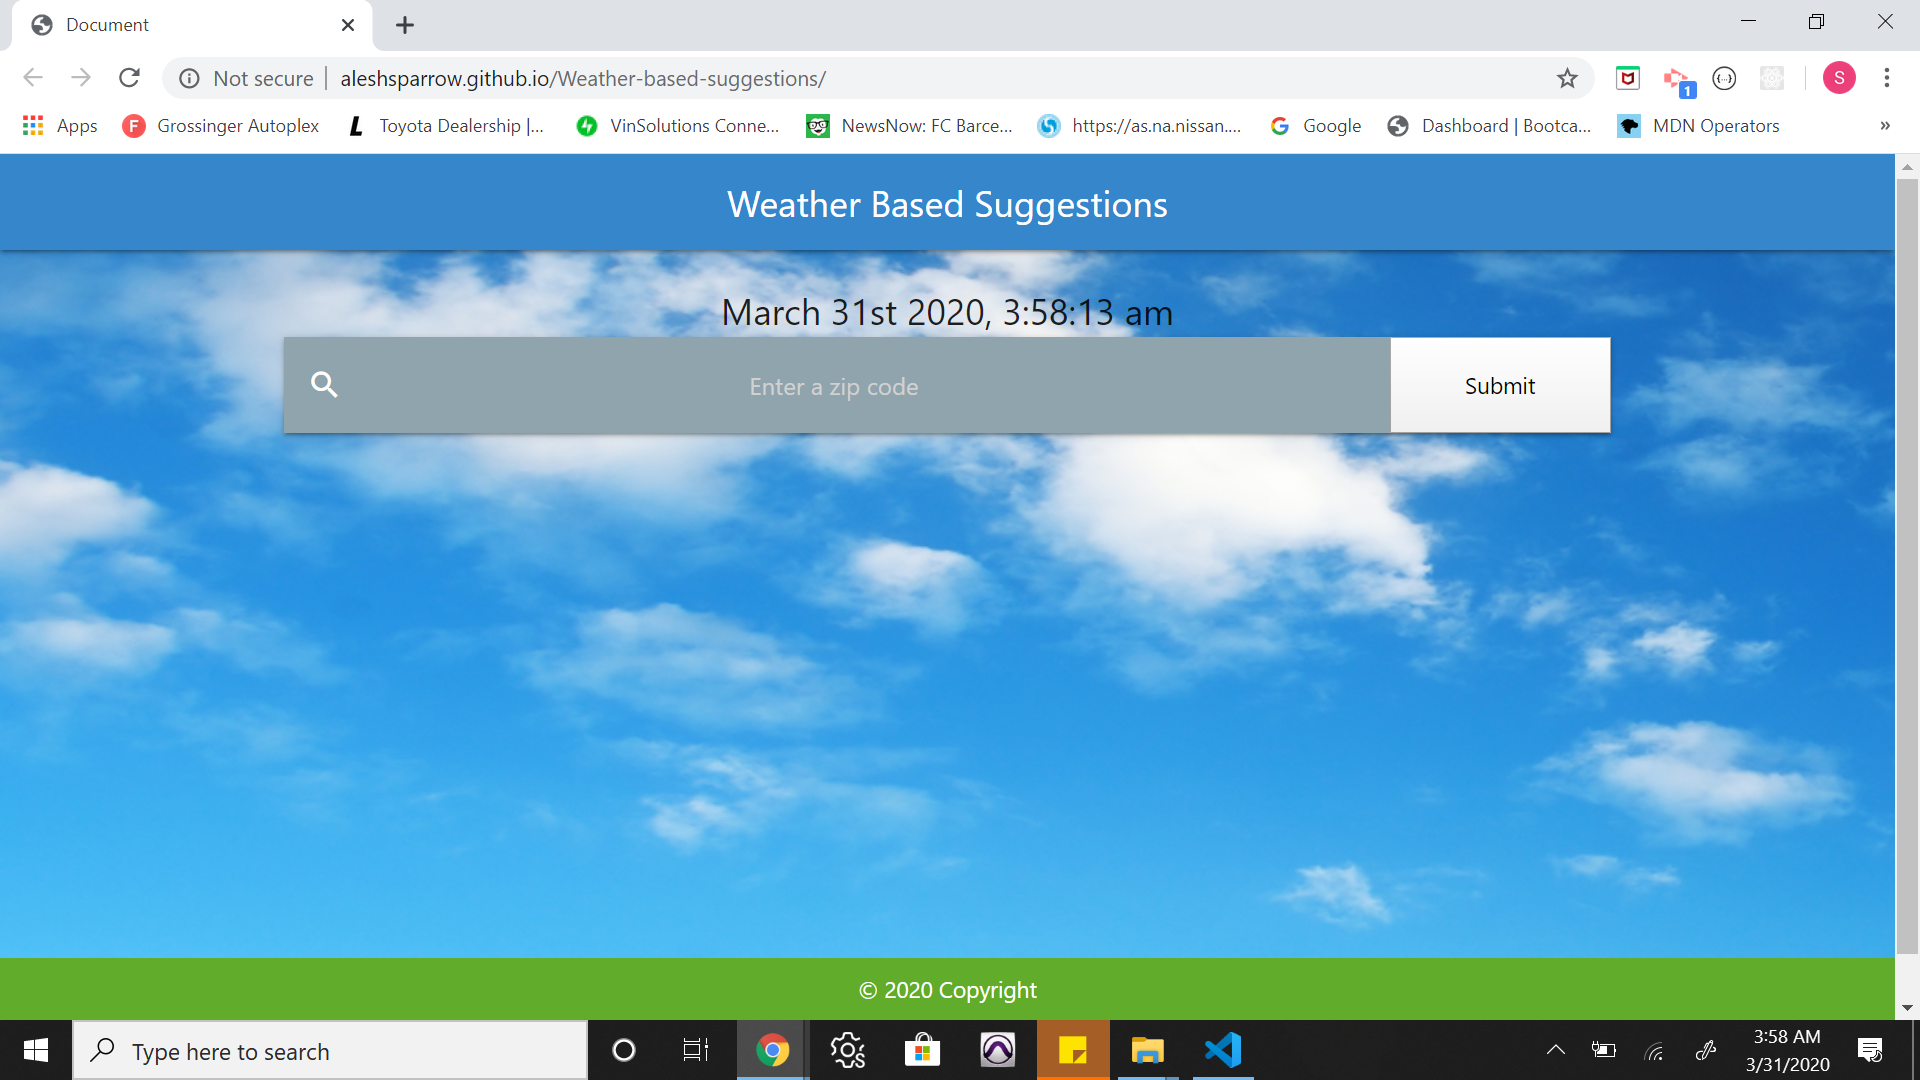 Document
Not secure
aleshsparrow.github.io/Weather-based-suggestions/
1
S
Apps
Grossinger Autoplex
Toyota Dealership |...
VinSolutions Conne...
NewsNow: FC Barce...
https://as.na.nissan....
Google
Dashboard | Bootca...
MDN Operators
»
Weather Based Suggestions
March 31st 2020, 3:58:13 am
Enter a zip code
Submit
© 2020 Copyright
Type here to search
3:58 AM
3/31/2020